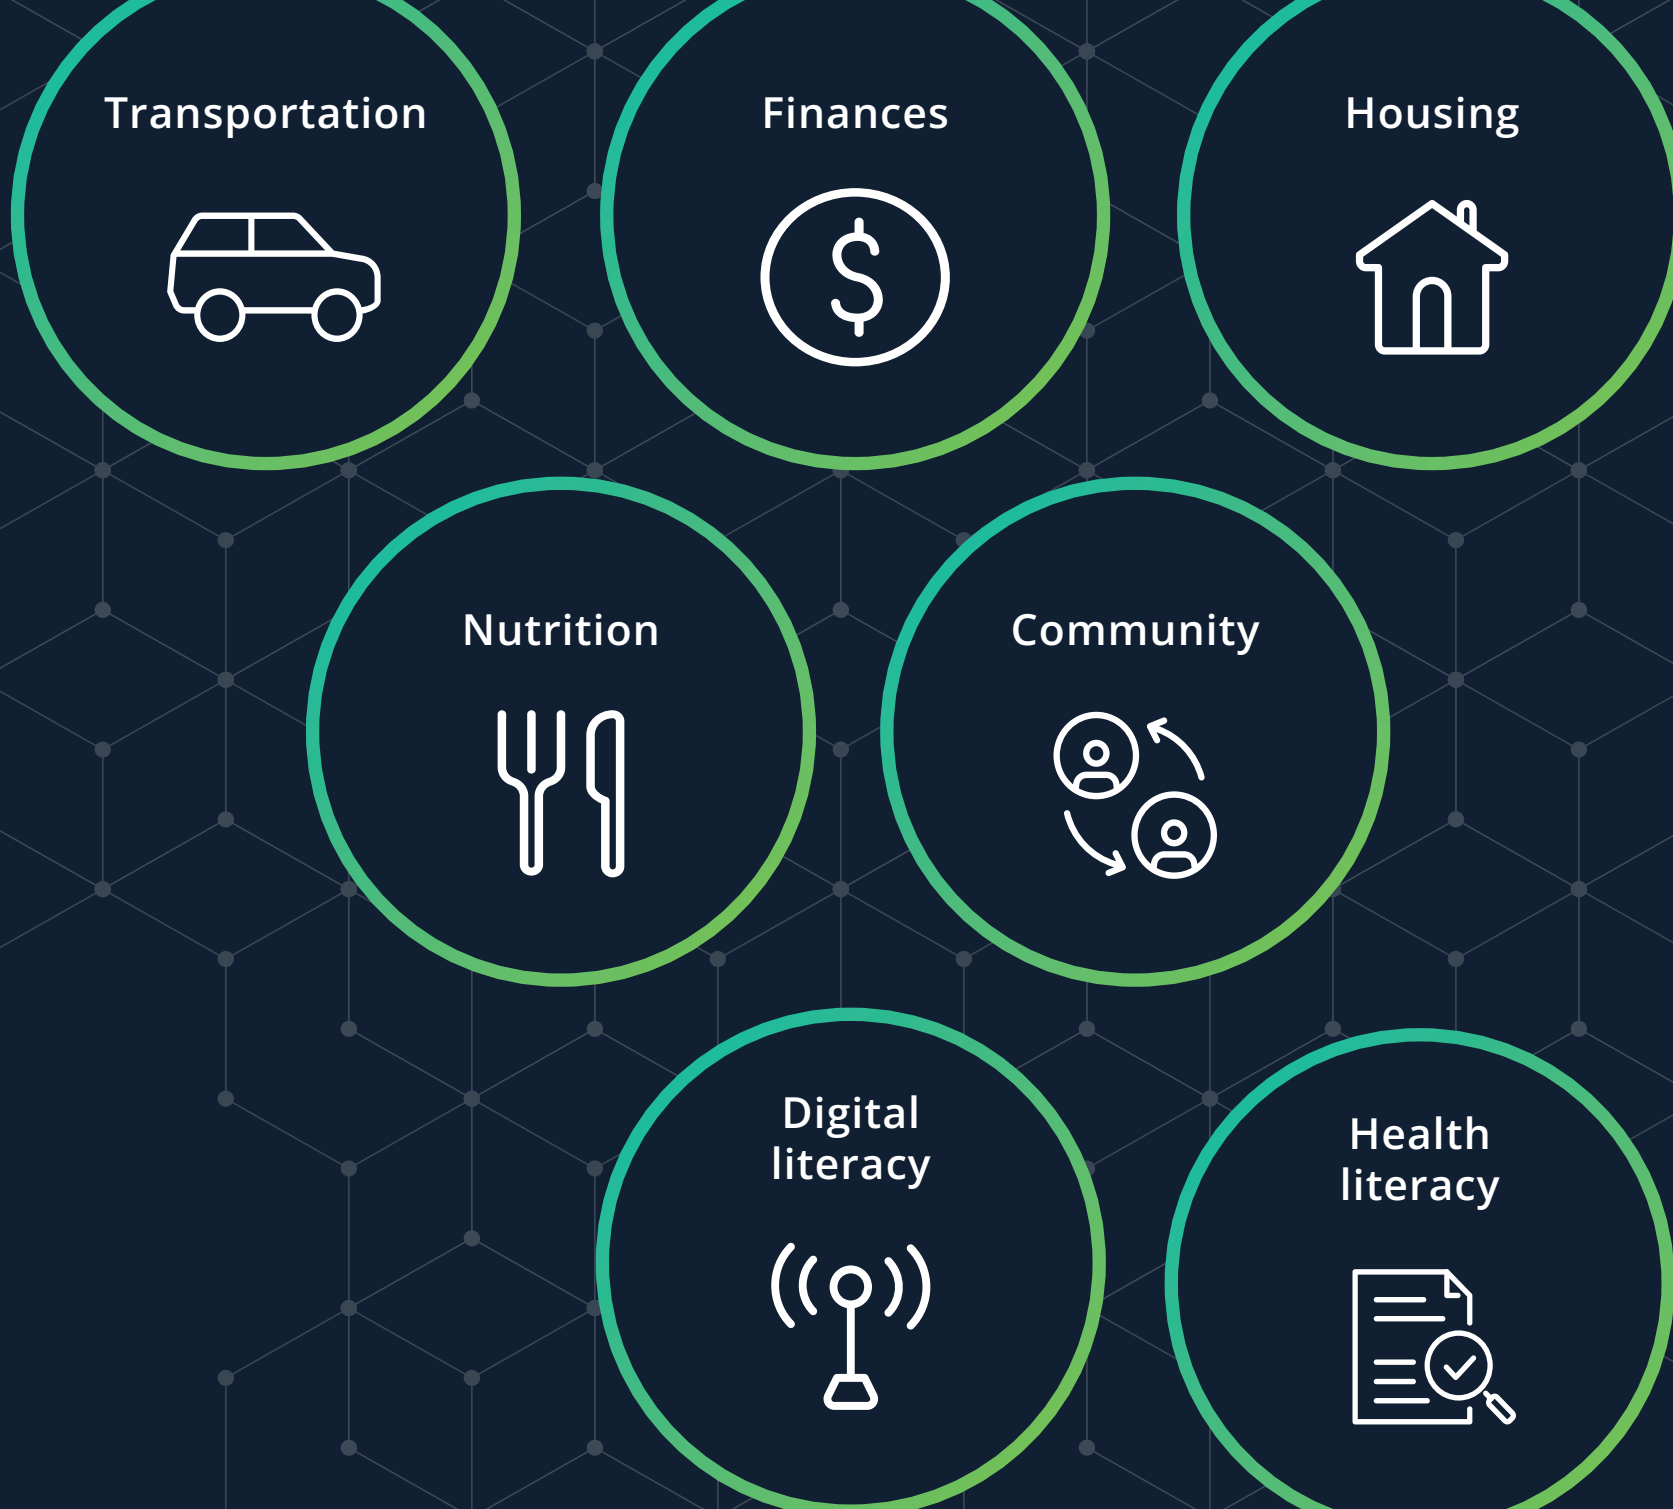 Transportation
Finances
Housing
Nutrition
Community
Digital
literacy
Health
literacy